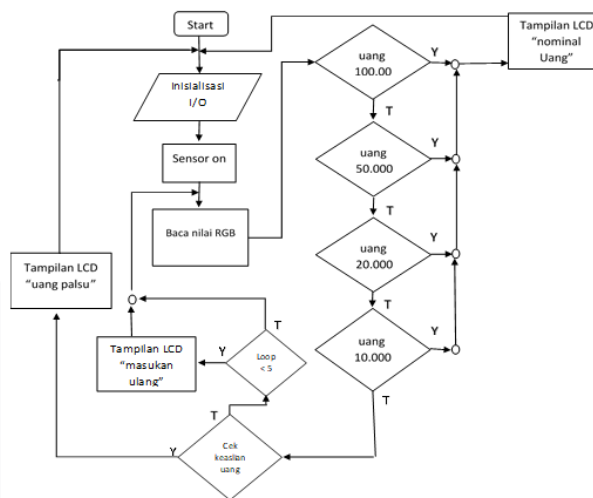 Start
Inisialisasi
I/O
Sensor on
Baca nilai RGB
uang
100.00
Y
T
uang
50.000
Y
T
uang
20.000
Y
T
uang
10.000
Y
T
Tampilan LCD
“nominal
Uang”
Tampilan LCD
“uang palsu”
Tampilan LCD
“masukan
ulang”
Y
Loop
< 5
T
T
Y
Cek
keaslian
uang